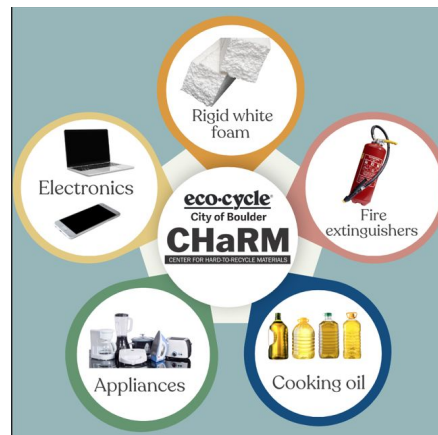 Rigid white
foam
Electronics
Fire
extinguishers
eco-cycle®
City of Boulder
CHaRM
CENTER FOR HARD-TO-RECYCLE MATERIALS
Appliances
Cooking oil